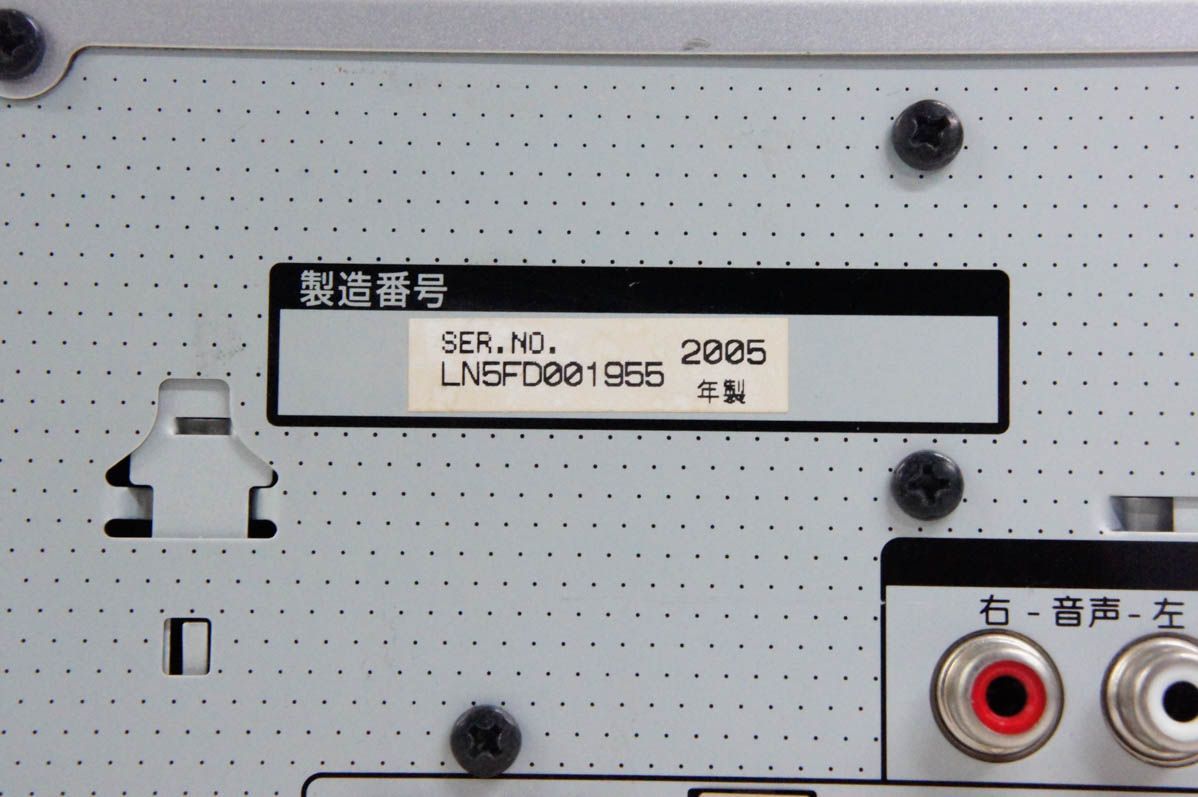 製造番号
SER.NO.
LN5FD001955
2005
年製
右 - 音声 - 左